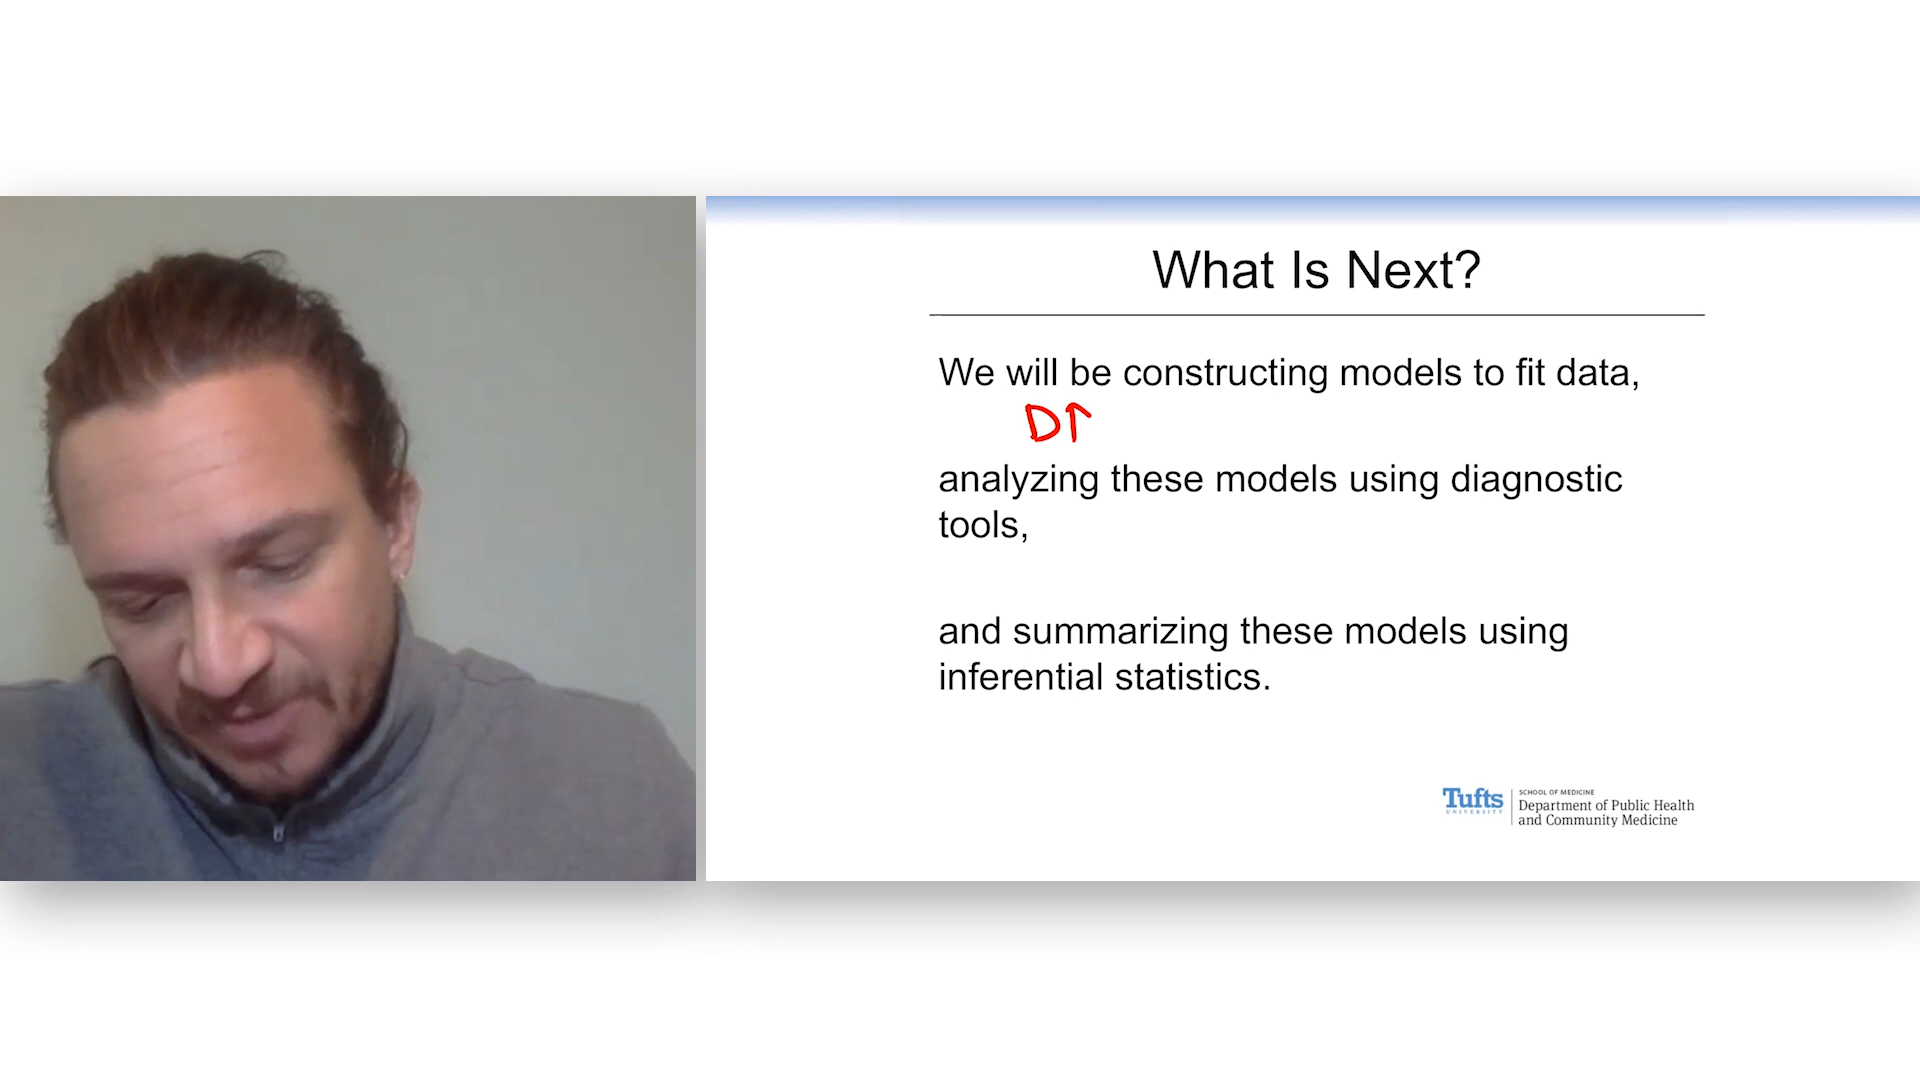 What Is Next?
We will be constructing models to fit data,
analyzing these models using diagnostic
tools,
and summarizing these models using
inferential statistics.
Tufts
UNIVERSITY
SCHOOL OF MEDICINE
Department of Public Health
and Community Medicine